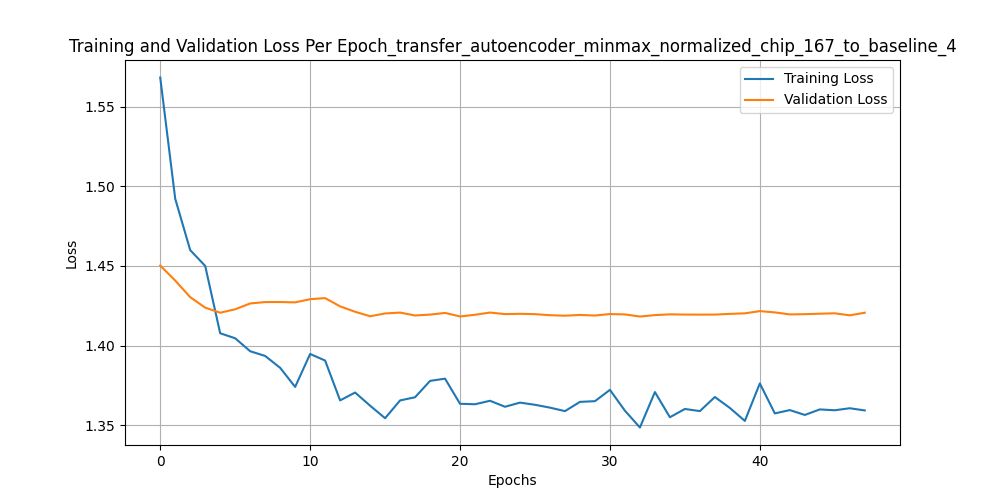 Training and Validation Loss Per Epoch_transfer_autoencoder_minmax_normalized_chip_167_to_baseline_4
Training Loss
Validation Loss
1.55
1.50
1.45
1.40
1.35
Loss
0 10 20 30 40
Epochs